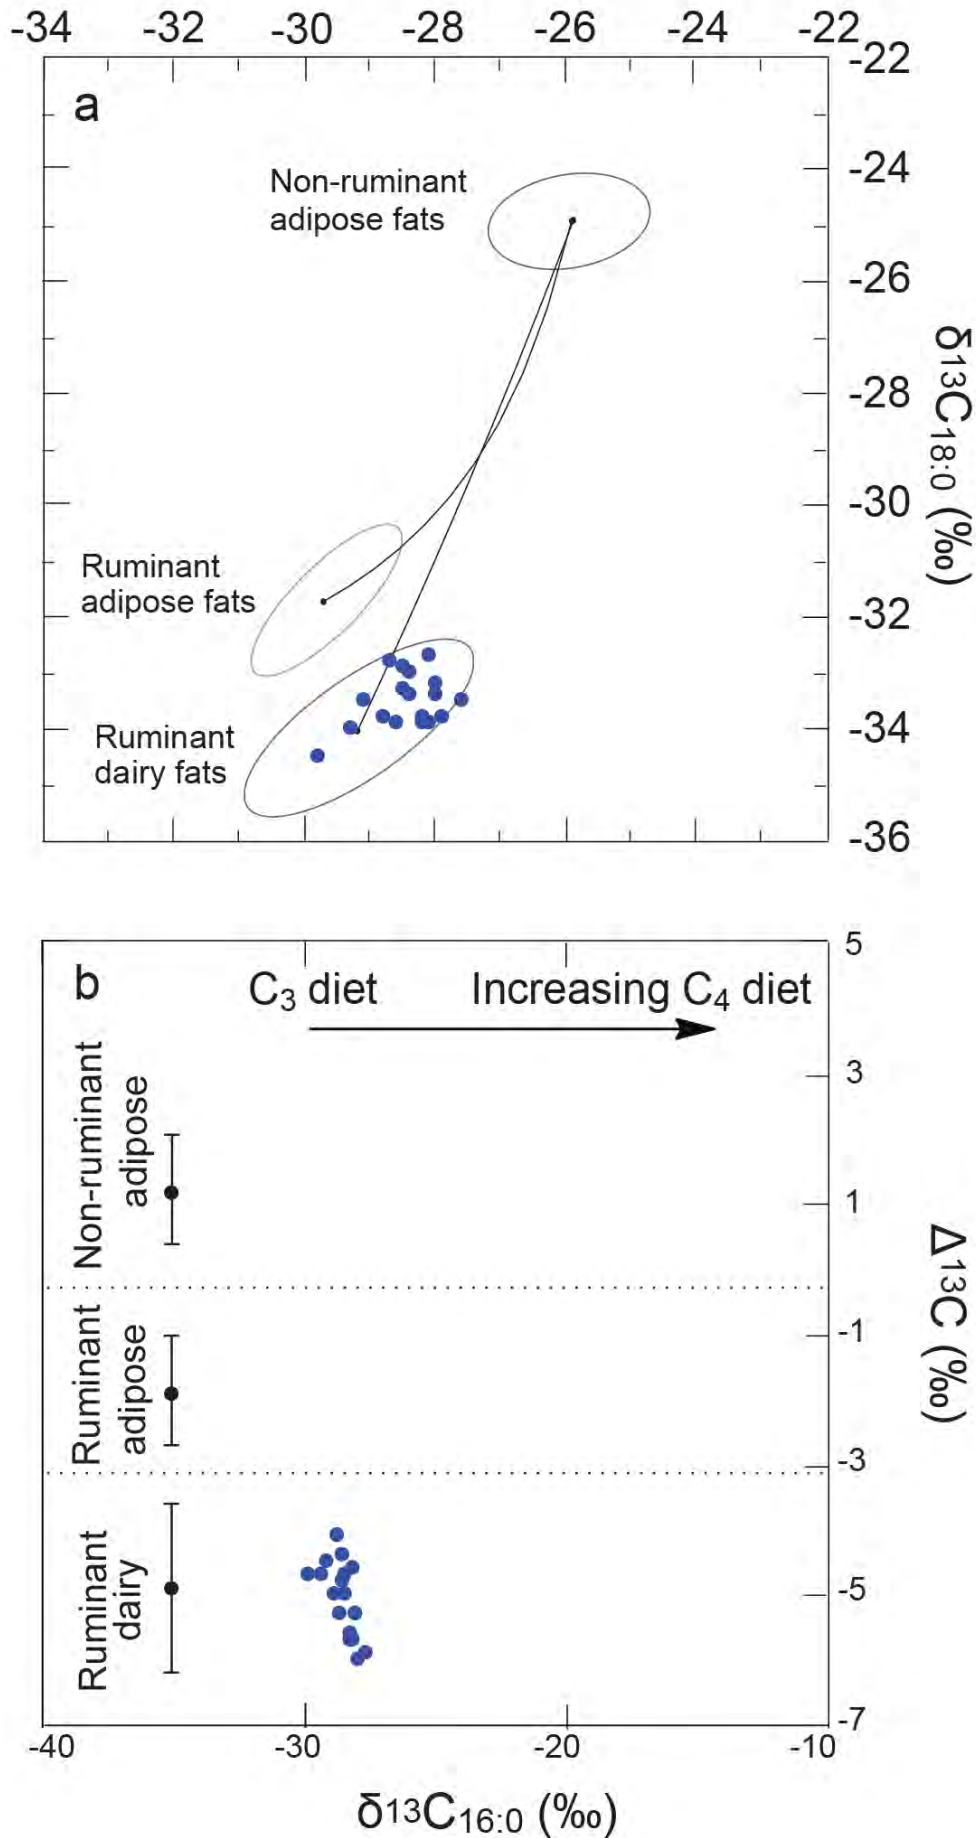 -34 -32 -30 -28 -26 -24 -22
-22
a
-24
Non-ruminant
adipose fats
-26
δ13C18:0 (‰)
-28
-30
Ruminant
adipose fats
-32
Ruminant
dairy fats
-34
-36
5
b
C3 diet Increasing C4 diet
3
Non-ruminant
adipose
1
Δ13C (‰)
-1
Ruminant
adipose
-3
Ruminant
dairy
-5
-7
-40 -30 -20 -10
δ13C16:0 (‰)